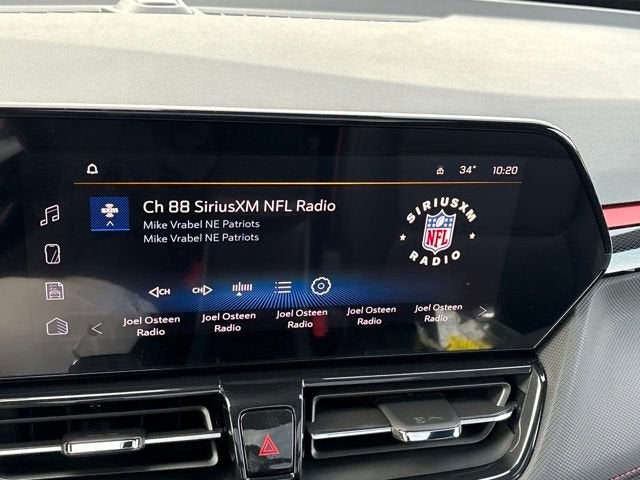 34° 10:20
Ch 88 SiriusXM NFL Radio
Mike Vrabel NE Patriots
Mike Vrabel NE Patriots
SIRIUSXM
NFL
RADIO
CH CH
Joel Osteen Radio
Joel Osteen Radio
Joel Osteen Radio
Joel Osteen Radio
Joel Osteen Radio